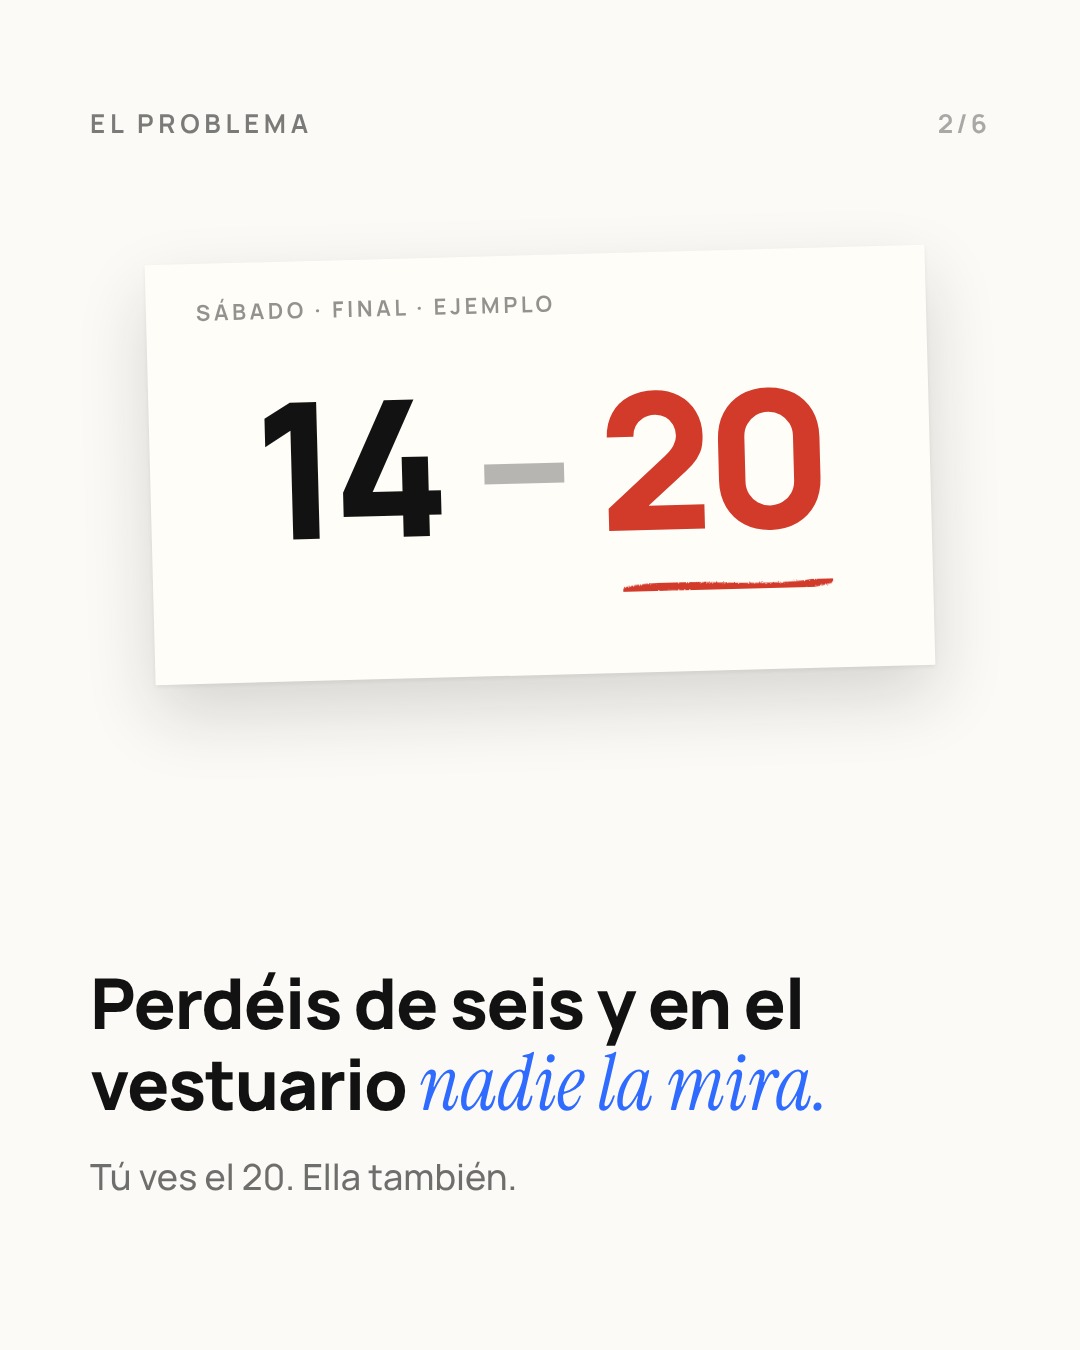 EL PROBLEMA
2/6
SÁBADO · FINAL · EJEMPLO
14 – 20
Perdéis de seis y en el
vestuario nadie la mira.
Tú ves el 20. Ella también.